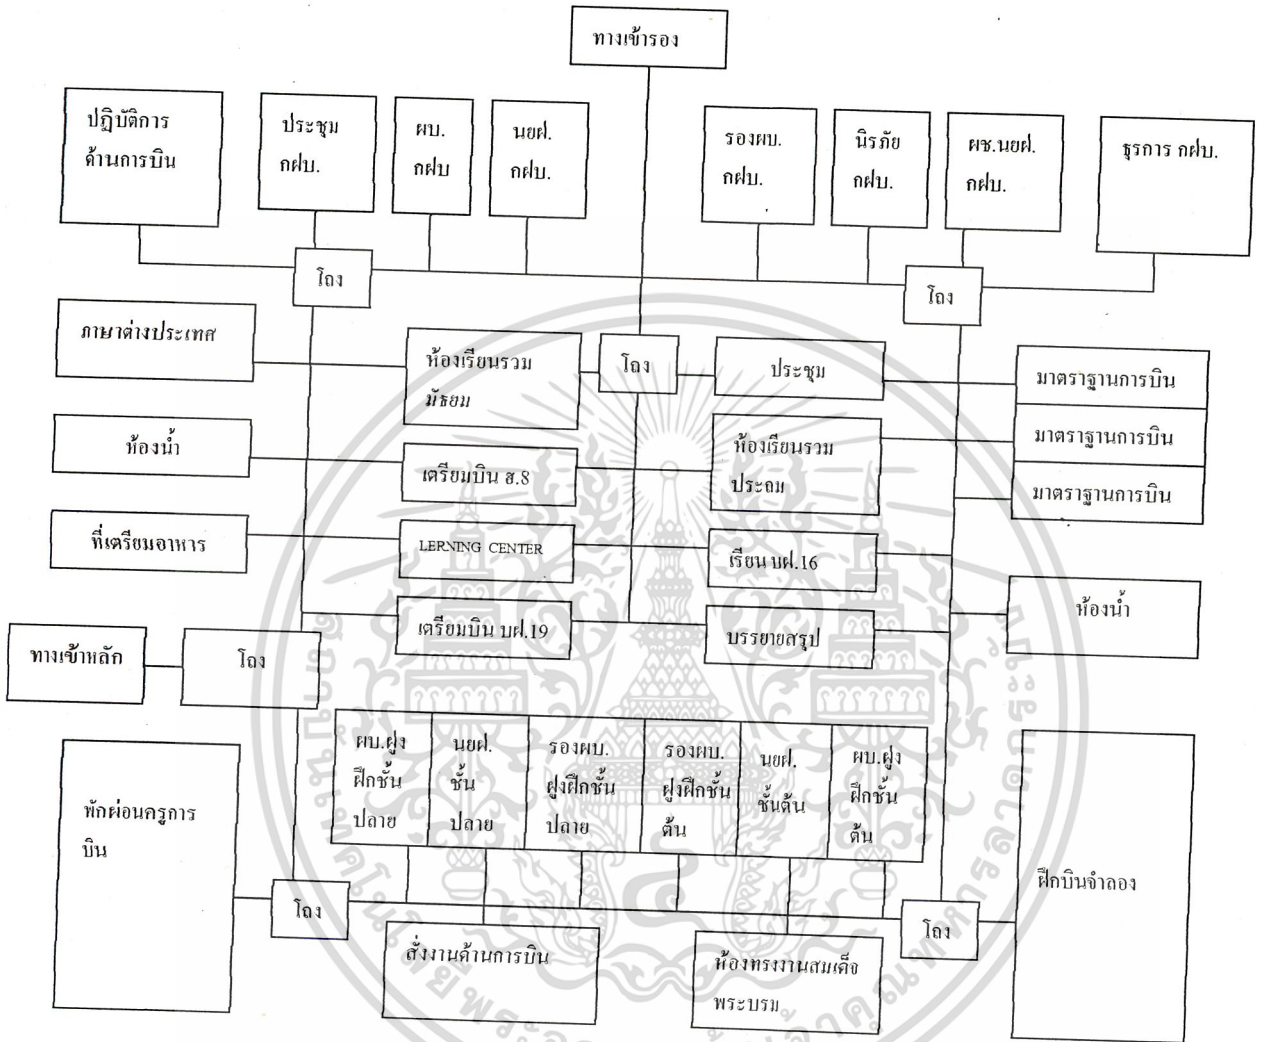 ทางเข้ารอง
ปฏิบัติการ
ด้านการบิน
ประชุม
กฝบ.
ผบ.
กฝบ
นยฝ.
กฝบ.
รองผบ.
กฝบ.
นิรภัย
กฝบ.
ผช.นยฝ.
กฝบ.
ธุรการ กฝบ.
โถง
โถง
ภาษาต่างประเทศ
ห้องเรียนรวม
มัธยม
โถง
ประชุม
มาตราฐานการบิน
ห้องน้ำ
เตรียมบิน ส.8
ห้องเรียนรวม
ประถม
มาตราฐานการบิน
มาตราฐานการบิน
ที่เตรียมอาหาร
LERNING CENTER
เรียน บฝ.16
ห้องน้ำ
เตรียมบิน บฝ.19
บรรยายสรุป
ทางเข้าหลัก
โถง
ผบ.ฝูง
ฝึกชั้น
ปลาย
นยฝ.
ชั้น
ปลาย
รองผบ.
ฝูงฝึกชั้น
ปลาย
รองผบ.
ฝูงฝึกชั้น
ต้น
นยฝ.
ชั้นต้น
ผบ.ฝูง
ฝึกชั้น
ต้น
พักผ่อนครูการ
บิน
โถง
โถง
ฝึกบินจำลอง
สั่งงานด้านการบิน
ห้องทรงงานสมเด็จ
พระบรม